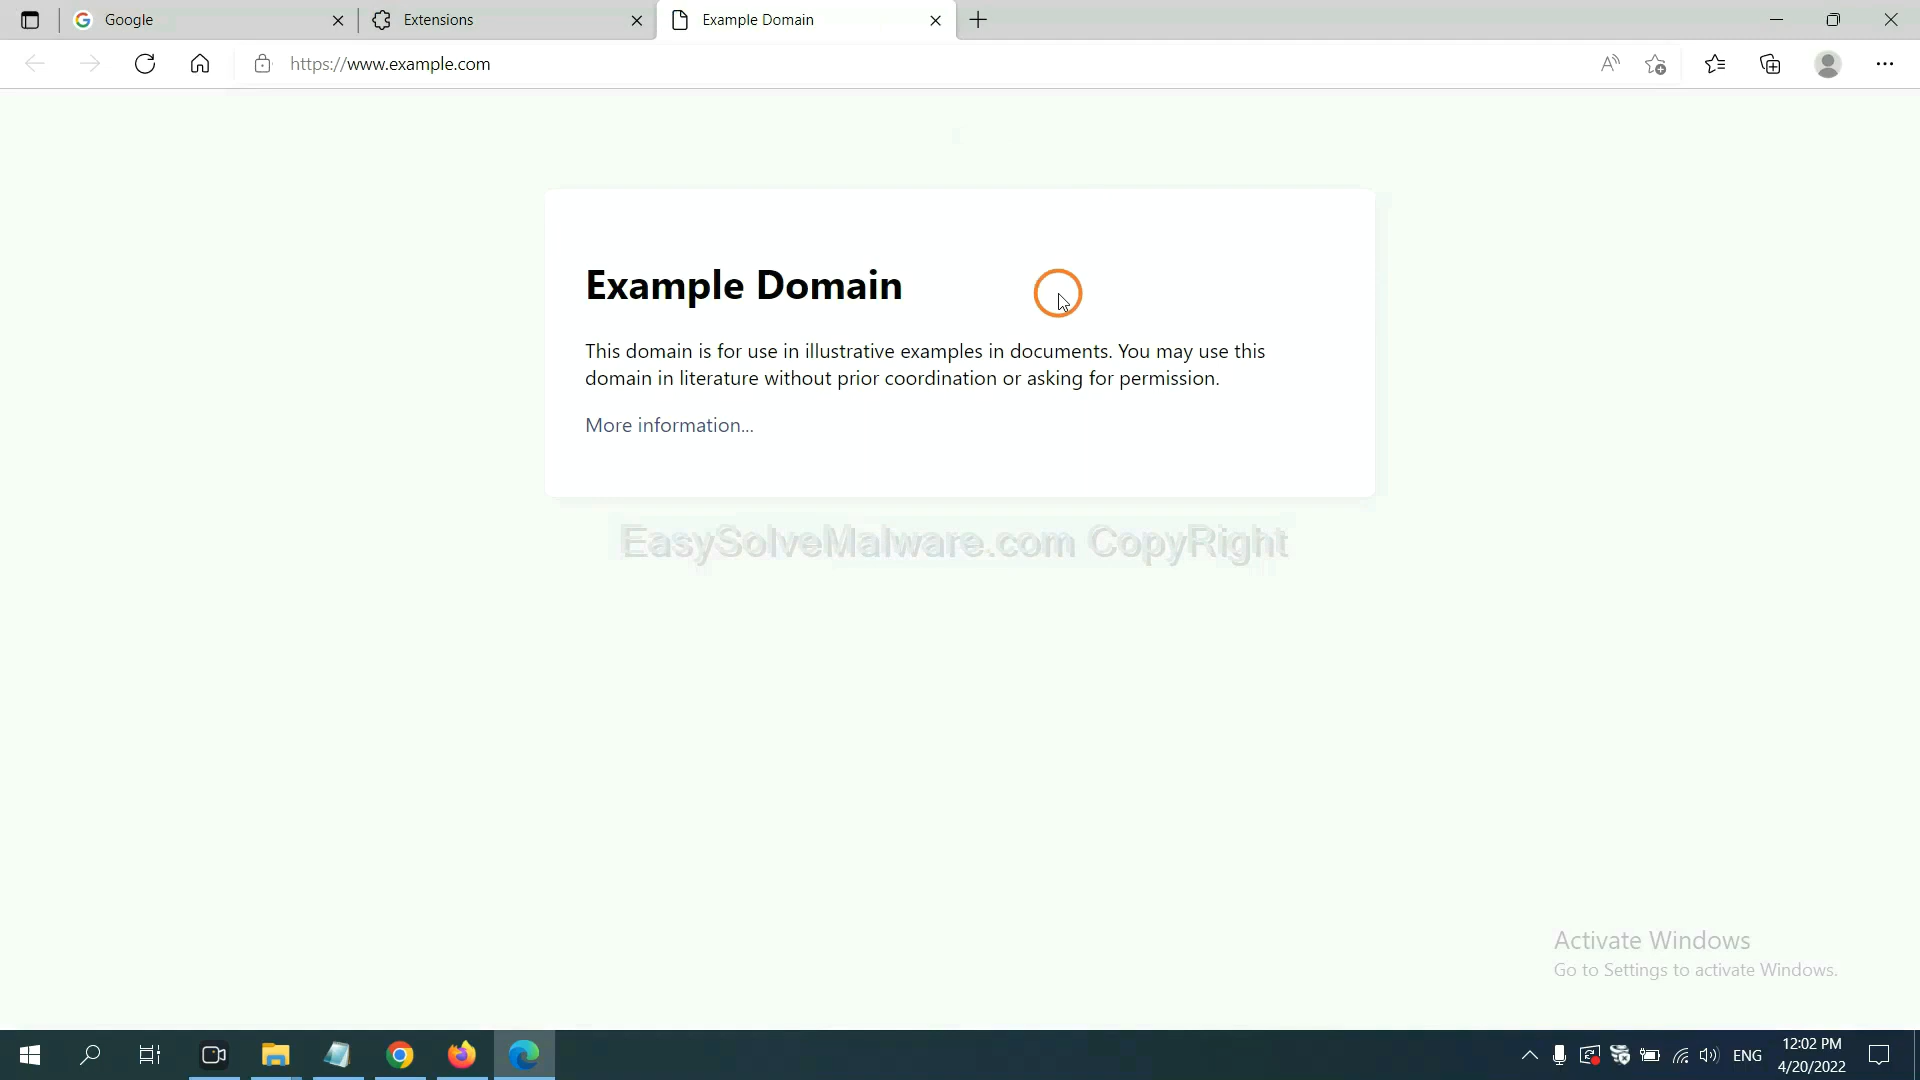 Google
Extensions
Example Domain
https://www.example.com
Example Domain
This domain is for use in illustrative examples in documents. You may use this
domain in literature without prior coordination or asking for permission.
More information...
EasySolveMalware.com CopyRight
Activate Windows
Go to Settings to activate Windows.
ENG
12:02 PM
4/20/2022